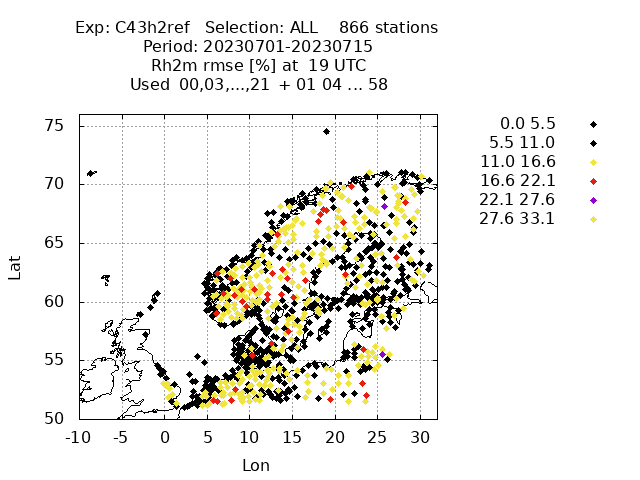 Exp: C43h2ref   Selection: ALL    866 stations
Period: 20230701-20230715
Rh2m rmse [%] at  19 UTC
Used  00,03,...,21 + 01 04 ... 58
0.0 5.5
5.5 11.0
11.0 16.6
16.6 22.1
22.1 27.6
27.6 33.1
Lat
75
70
65
60
55
50
-10 -5 0 5 10 15 20 25 30
Lon